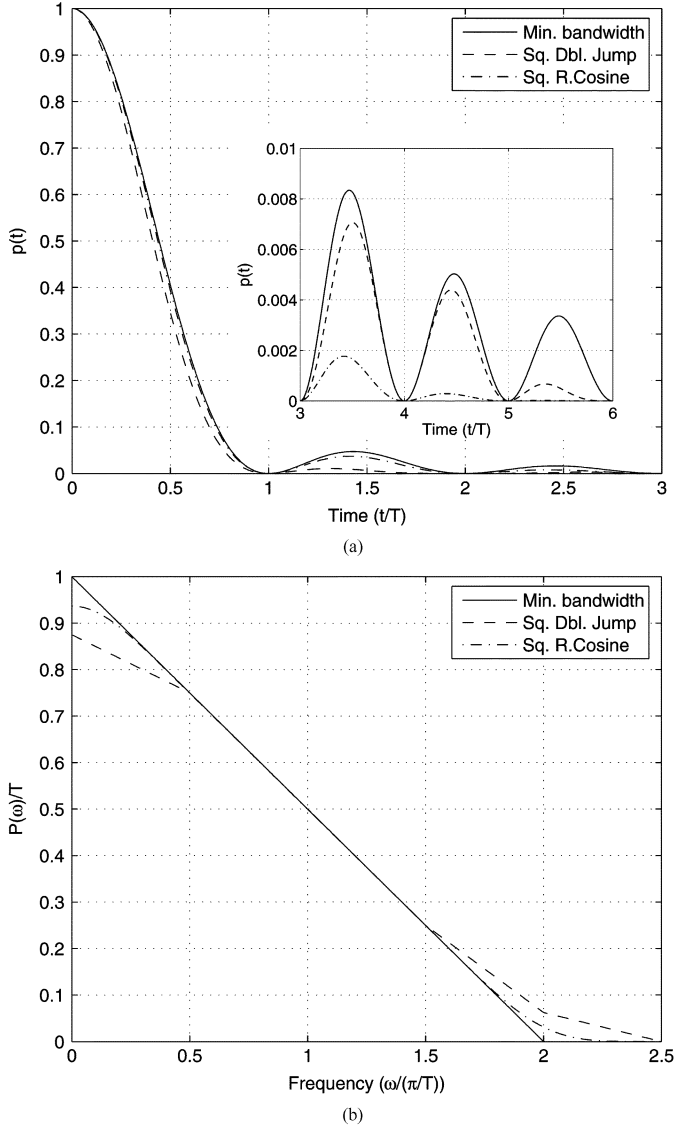 1
0.9
0.8
0.7
0.6
0.5
0.4
0.3
0.2
0.1
0
p(t)
Min. bandwidth
Sq. Dbl. Jump
Sq. R.Cosine
0.01
0.008
0.006
0.004
0.002
0
p(t)
3 4 5 6
Time (t/T)
0 0.5 1 1.5 2 2.5 3
Time (t/T)
(a)
1
0.9
0.8
0.7
0.6
0.5
0.4
0.3
0.2
0.1
0
P(ω)/T
Min. bandwidth
Sq. Dbl. Jump
Sq. R.Cosine
0 0.5 1 1.5 2 2.5
Frequency (ω/(π/T))
(b)